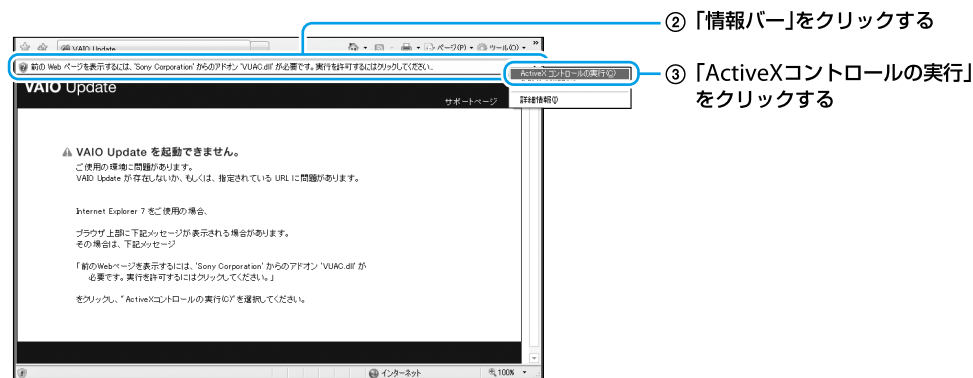 ② 「情報バー」をクリックする
VAIO Update
ページ(P)
ツール(O)
前の Web ページを表示するには、'Sony Corporation' からのアドオン 'VUAC.dll' が必要です。実行を許可するにはクリックしてください...
ActiveX コントロールの実行(C)
③ 「ActiveXコントロールの実行」
をクリックする
詳細情報(I)
VAIO Update
サポートページ
VAIO Update を起動できません。
ご使用の環境に問題があります。
VAIO Update が存在しないか、もしくは、指定されている URL に問題があります。
Internet Explorer 7 をご使用の場合、
ブラウザ上部に下記メッセージが表示される場合があります。
その場合は、下記メッセージ
「前のWebページを表示するには、'Sony Corporation' からのアドオン 'VUAC.dll' が
必要です。実行を許可するにはクリックしてください。」
をクリックし、"ActiveXコントロールの実行(C)"を選択してください。
インターネット
100%